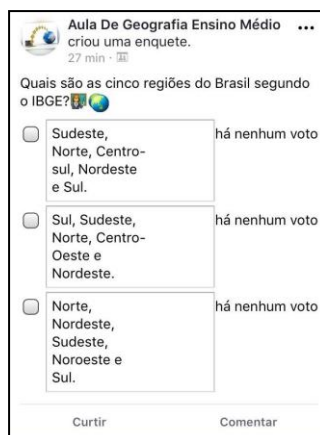 Aula De Geografia Ensino Médio ...
criou uma enquete.
27 min ·
Quais são as cinco regiões do Brasil segundo
o IBGE?
Sudeste,
Norte, Centro-
sul, Nordeste
e Sul.
há nenhum voto
Sul, Sudeste,
Norte, Centro-
Oeste e
Nordeste.
há nenhum voto
Norte,
Nordeste,
Sudeste,
Noroeste e
Sul.
há nenhum voto
Curtir
Comentar